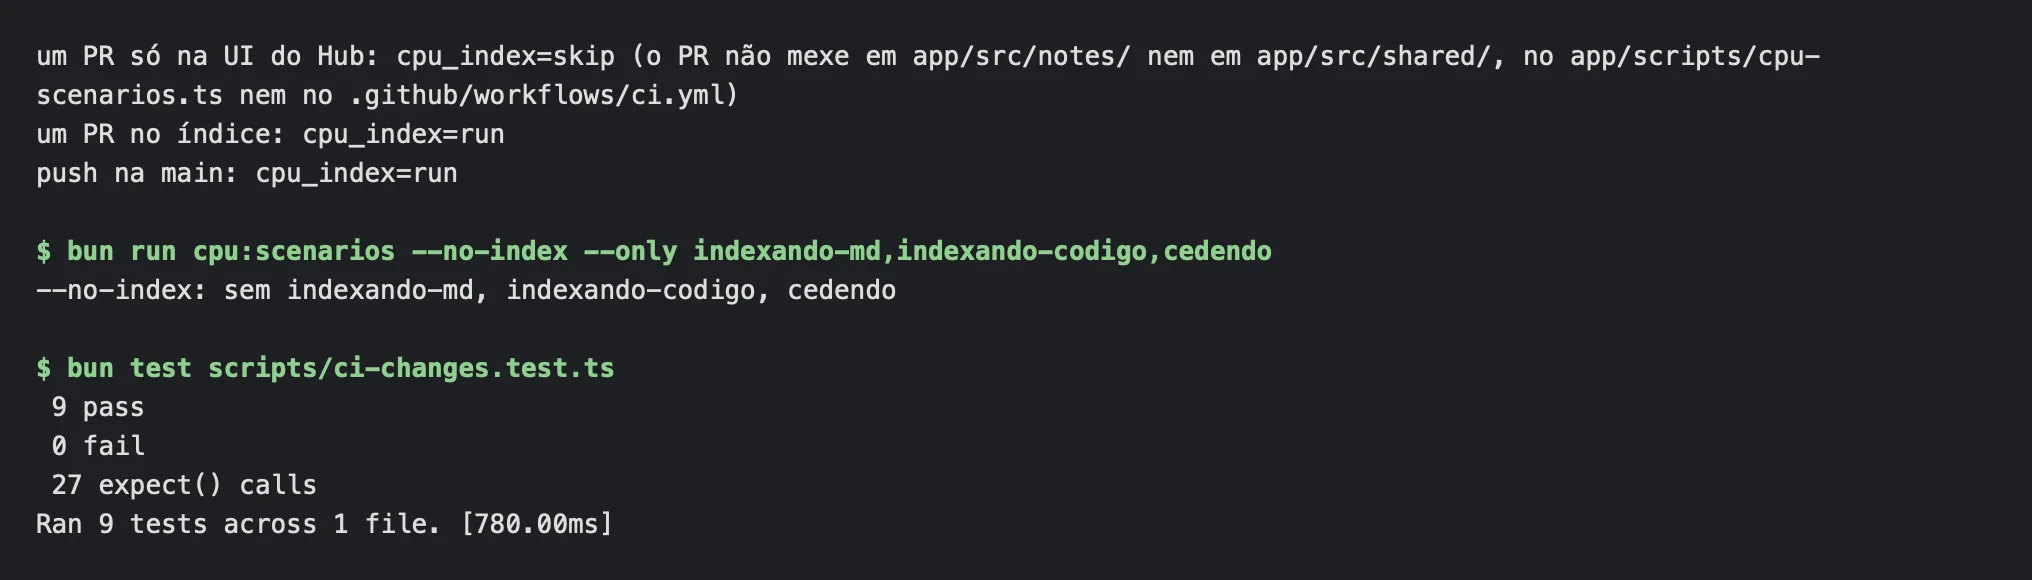 um PR só na UI do Hub: cpu_index=skip (o PR não mexe em app/src/notes/ nem em app/src/shared/, no app/scripts/cpu-
scenarios.ts nem no .github/workflows/ci.yml)
um PR no índice: cpu_index=run
push na main: cpu_index=run
$ bun run cpu:scenarios --no-index --only indexando-md,indexando-codigo,cedendo
--no-index: sem indexando-md, indexando-codigo, cedendo
$ bun test scripts/ci-changes.test.ts
9 pass
0 fail
27 expect() calls
Ran 9 tests across 1 file. [780.00ms]